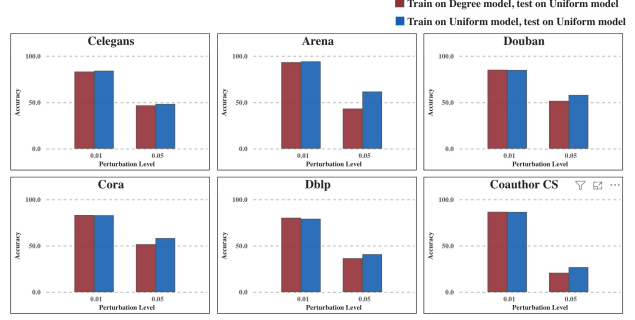 Train on Degree model, test on Uniform model
Train on Uniform model, test on Uniform model
Celegans
Accuracy
100.0
50.0
0.0
0.01 0.05
Perturbation Level
Arena
Accuracy
100.0
50.0
0.0
0.01 0.05
Perturbation Level
Douban
Accuracy
100.0
50.0
0.0
0.01 0.05
Perturbation Level
Cora
Accuracy
100.0
50.0
0.0
0.01 0.05
Perturbation Level
Dblp
Accuracy
100.0
50.0
0.0
0.01 0.05
Perturbation Level
Coauthor CS
Accuracy
100.0
50.0
0.0
0.01 0.05
Perturbation Level